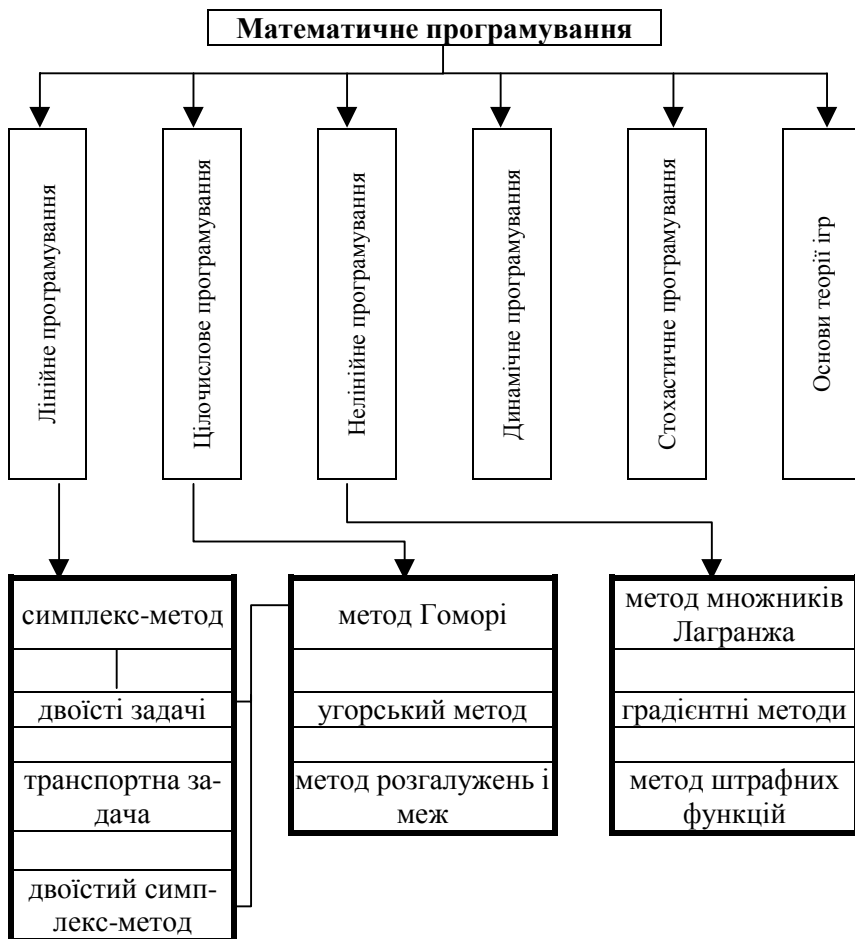 Математичне програмування
Лінійне програмування
Цілочислове програмування
Нелінійне програмування
Динамічне програмування
Стохастичне програмування
Основи теорії ігр
симплекс-метод
двоїсті задачі
транспортна за-
дача
двоїстий симп-
лекс-метод
метод Гоморі
угорський метод
метод розгалужень і
меж
метод множників
Лагранжа
градієнтні методи
метод штрафних
функцій